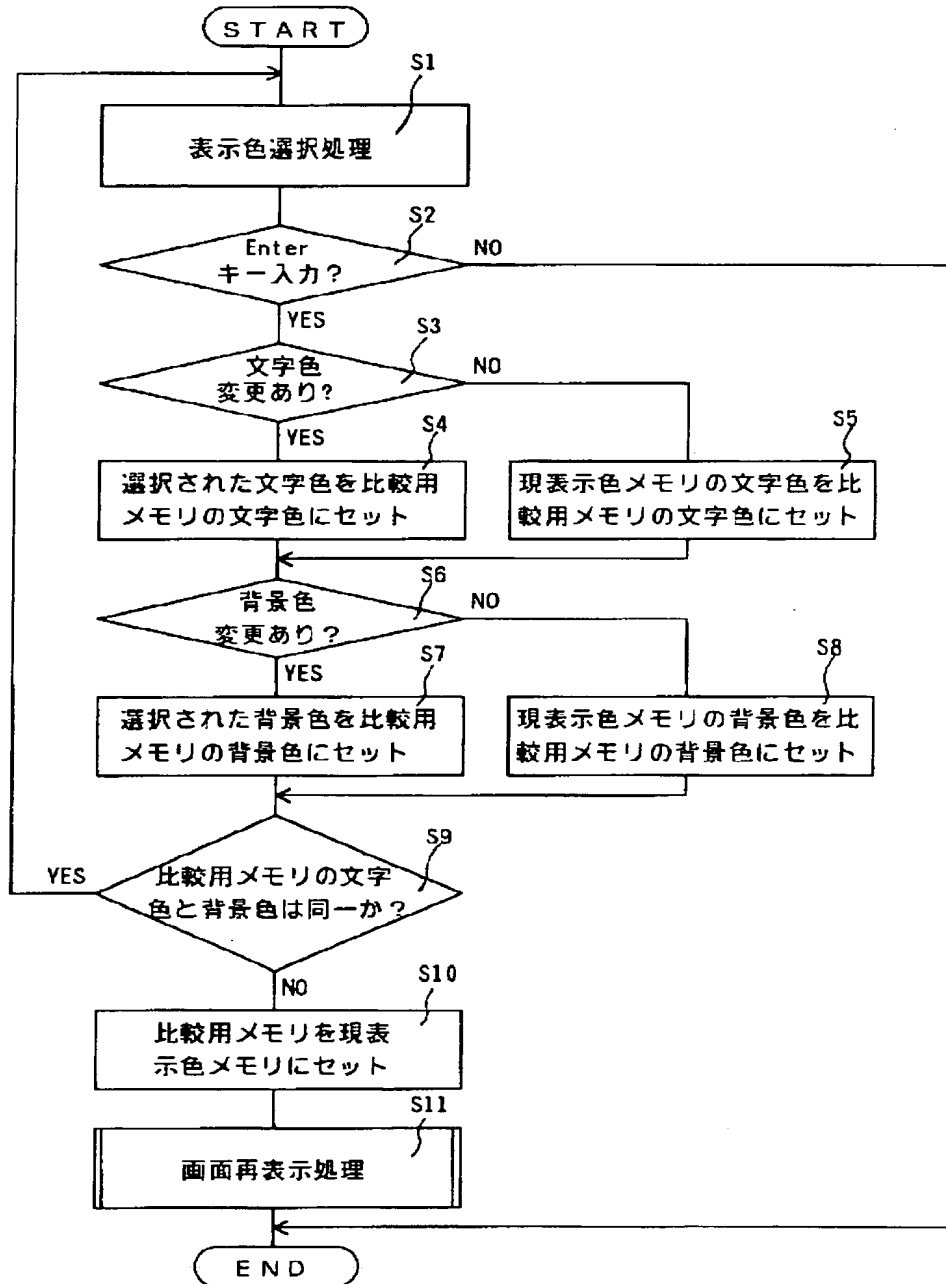 START
S1
表示色選択処理
S2
Enter
キー入力?
NO
YES
S3
文字色
変更あり?
NO
YES
S4
選択された文字色を比較用
メモリの文字色にセット
S5
現表示色メモリの文字色を比
較用メモリの文字色にセット
S6
背景色
変更あり?
NO
YES
S7
選択された背景色を比較用
メモリの背景色にセット
S8
現表示色メモリの背景色を比
較用メモリの背景色にセット
S9
比較用メモリの文字
色と背景色は同一か?
YES
NO
S10
比較用メモリを現表
示色メモリにセット
S11
画面再表示処理
END